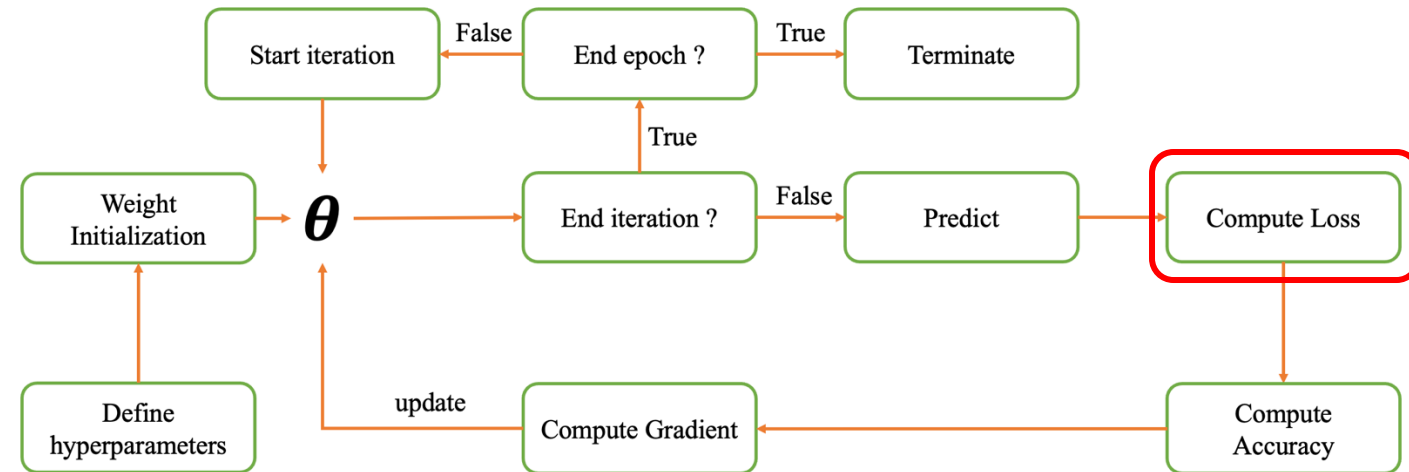 Start iteration
False
End epoch ?
True
Terminate
True
Weight
Initialization
θ
End iteration ?
False
Predict
Compute Loss
Define
hyperparameters
update
Compute Gradient
Compute
Accuracy